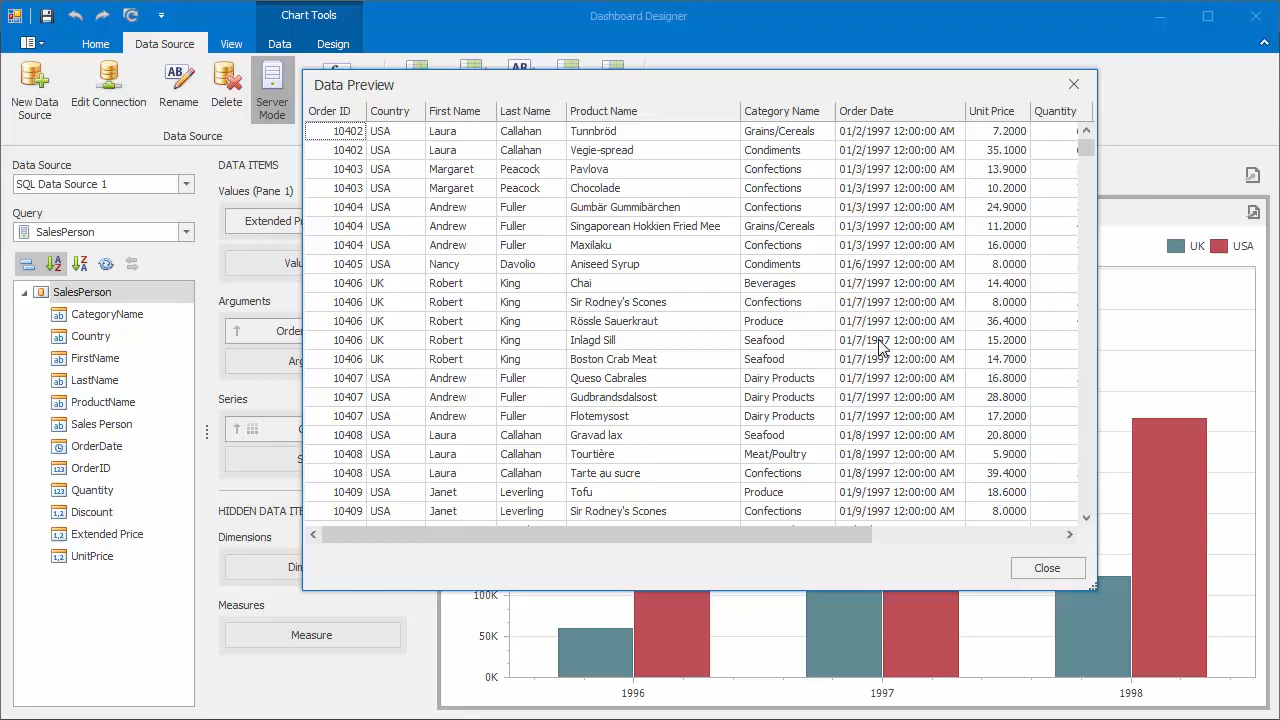 Chart Tools
Dashboard Designer
Home Data Source View Data Design
New Data Source
Edit Connection
Rename
Delete
Server Mode
Data Source
Data Source
SQL Data Source 1
Query
SalesPerson
SalesPerson
CategoryName
Country
FirstName
LastName
ProductName
Sales Person
OrderDate
OrderID
Quantity
Discount
Extended Price
UnitPrice
DATA ITEMS
Values (Pane 1)
Arguments
Series
HIDDEN DATA
Dimensions
Measures
Measure
Data Preview
Order ID Country First Name Last Name Product Name Category Name Order Date Unit Price Quantity
10402 USA Laura Callahan Tunnbröd Grains/Cereals 01/2/1997 12:00:00 AM 7.2000
10402 USA Laura Callahan Vegie-spread Condiments 01/2/1997 12:00:00 AM 35.1000
10403 USA Margaret Peacock Pavlova Confections 01/3/1997 12:00:00 AM 13.9000
10403 USA Margaret Peacock Chocolade Confections 01/3/1997 12:00:00 AM 10.2000
10404 USA Andrew Fuller Gumbär Gummibärchen Confections 01/3/1997 12:00:00 AM 24.9000
10404 USA Andrew Fuller Singaporean Hokkien Fried Mee Grains/Cereals 01/3/1997 12:00:00 AM 11.2000
10404 USA Andrew Fuller Maxilaku Confections 01/3/1997 12:00:00 AM 16.0000
10405 USA Nancy Davolio Aniseed Syrup Condiments 01/6/1997 12:00:00 AM 8.0000
10406 UK Robert King Chai Beverages 01/7/1997 12:00:00 AM 14.4000
10406 UK Robert King Sir Rodney's Scones Confections 01/7/1997 12:00:00 AM 8.0000
10406 UK Robert King Rössle Sauerkraut Produce 01/7/1997 12:00:00 AM 36.4000
10406 UK Robert King Inlagd Sill Seafood 01/7/1997 12:00:00 AM 15.2000
10406 UK Robert King Boston Crab Meat Seafood 01/7/1997 12:00:00 AM 14.7000
10407 USA Andrew Fuller Queso Cabrales Dairy Products 01/7/1997 12:00:00 AM 16.8000
10407 USA Andrew Fuller Gudbrandsdalsost Dairy Products 01/7/1997 12:00:00 AM 28.8000
10407 USA Andrew Fuller Flotemysost Dairy Products 01/7/1997 12:00:00 AM 17.2000
10408 USA Laura Callahan Gravad lax Seafood 01/8/1997 12:00:00 AM 20.8000
10408 USA Laura Callahan Tourtière Meat/Poultry 01/8/1997 12:00:00 AM 5.9000
10408 USA Laura Callahan Tarte au sucre Confections 01/8/1997 12:00:00 AM 39.4000
10409 USA Janet Leverling Tofu Produce 01/9/1997 12:00:00 AM 18.6000
10409 USA Janet Leverling Sir Rodney's Scones Confections 01/9/1997 12:00:00 AM 8.0000
Close
UK USA
100K
50K
0K
1996 1997 1998